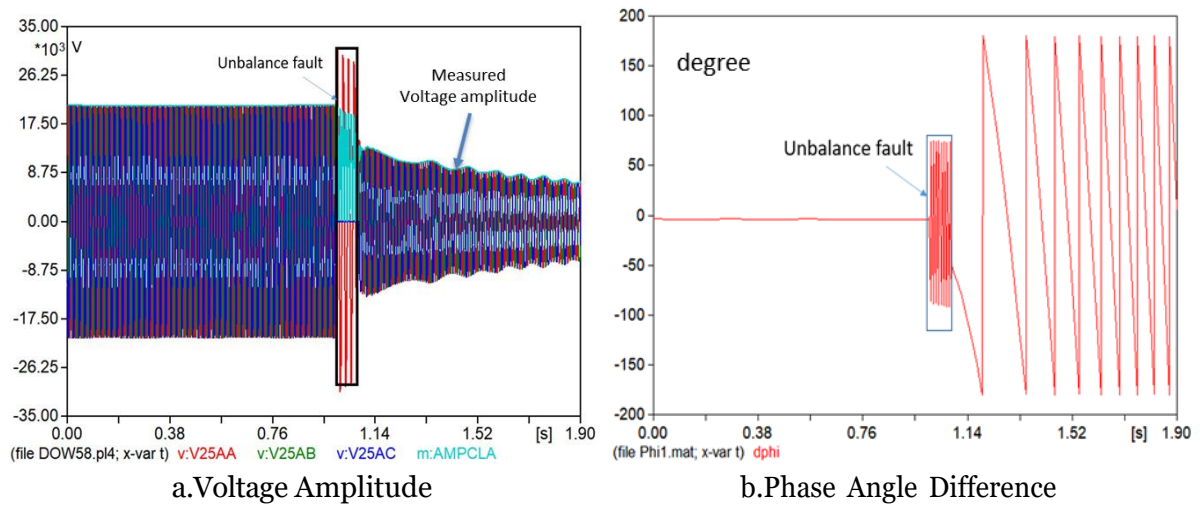 35.00
*10³ V
26.25
17.50
8.75
0.00
-8.75
-17.50
-26.25
-35.00
Unbalance fault
Measured
Voltage amplitude
0.00 0.38 0.76 1.14 1.52 [s] 1.90
(file DOW58.pl4; x-var t) v:V25AA v:V25AB v:V25AC m:AMPCLA
a.Voltage Amplitude
200
150
100
50
0
-50
-100
-150
-200
degree
Unbalance fault
0.00 0.38 0.76 1.14 1.52 [s] 1.90
(file Phi1.mat; x-var t) dphi
b.Phase Angle Difference